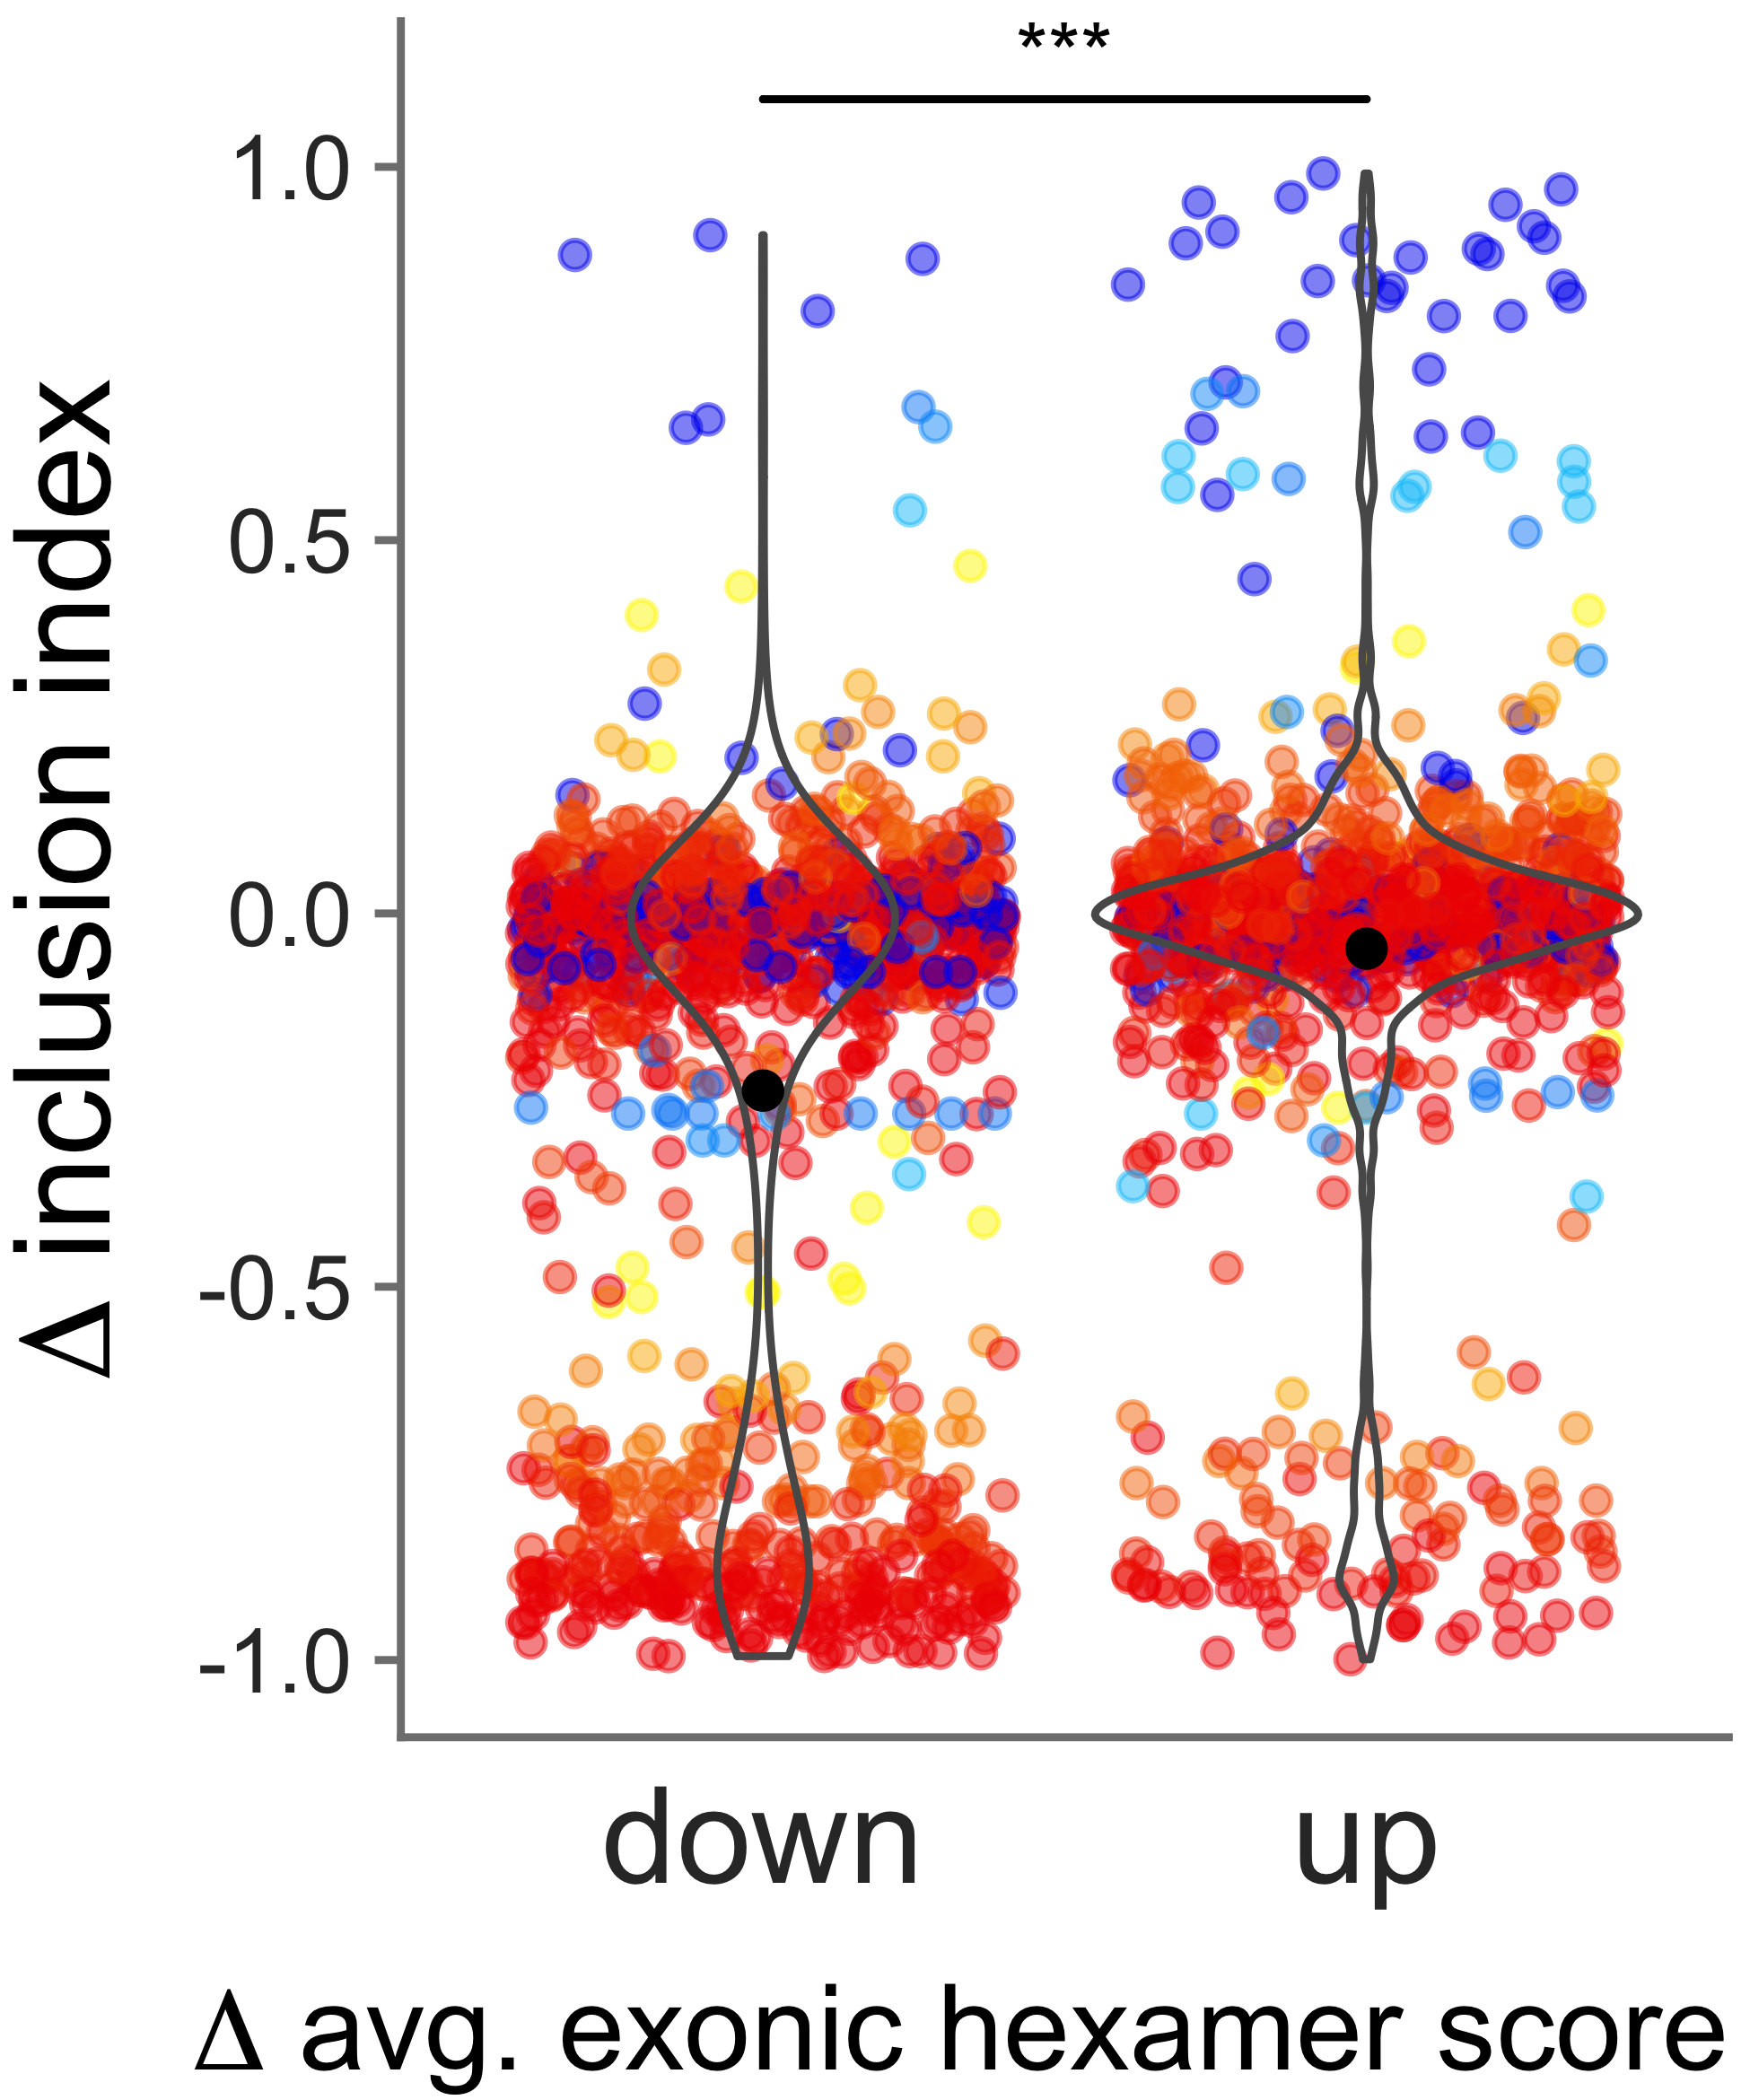 ***
Δ inclusion index
1.0
0.5
0.0
-0.5
-1.0
down up
Δ avg. exonic hexamer score